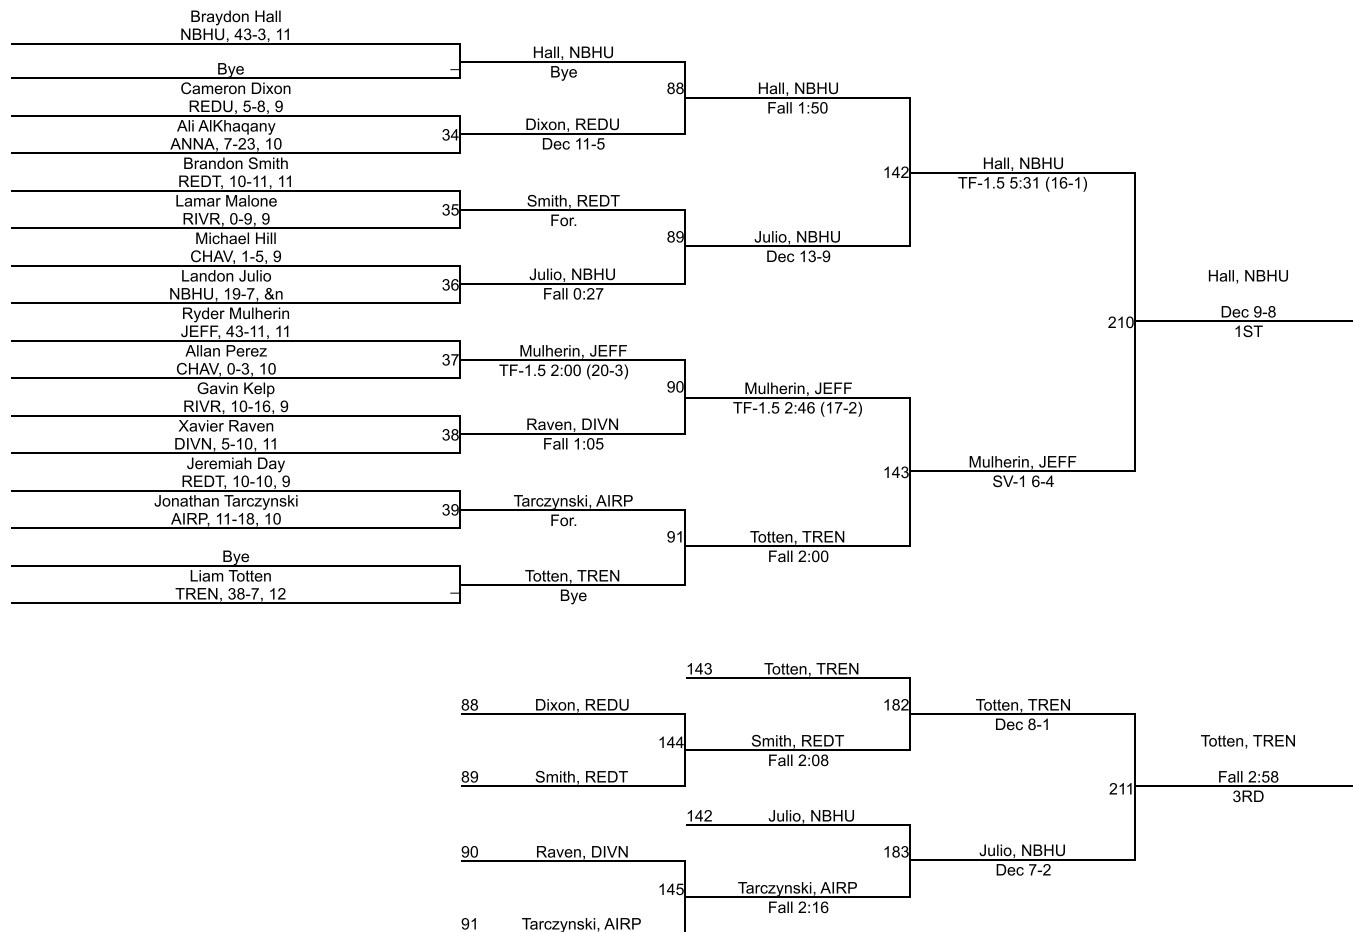 Braydon Hall
NBHU, 43-3, 11
Bye
Cameron Dixon
REDU, 5-8, 9
Ali AlKhaqany
ANNA, 7-23, 10
Brandon Smith
REDT, 10-11, 11
Lamar Malone
RIVR, 0-9, 9
Michael Hill
CHAV, 1-5, 9
Landon Julio
NBHU, 19-7, &n
Ryder Mulherin
JEFF, 43-11, 11
Allan Perez
CHAV, 0-3, 10
Gavin Kelp
RIVR, 10-16, 9
Xavier Raven
DIVN, 5-10, 11
Jeremiah Day
REDT, 10-10, 9
Jonathan Tarczynski
AIRP, 11-18, 10
Bye
Liam Totten
TREN, 38-7, 12
34
35
36
37
38
39
Hall, NBHU
Bye
Dixon, REDU
Dec 11-5
Smith, REDT
For.
Julio, NBHU
Fall 0:27
Mulherin, JEFF
TF-1.5 2:00 (20-3)
Raven, DIVN
Fall 1:05
Tarczynski, AIRP
For.
Totten, TREN
Bye
88
89
90
91
Hall, NBHU
Fall 1:50
Julio, NBHU
Dec 13-9
Mulherin, JEFF
TF-1.5 2:46 (17-2)
Totten, TREN
Fall 2:00
142
143
Hall, NBHU
TF-1.5 5:31 (16-1)
Mulherin, JEFF
SV-1 6-4
210
Hall, NBHU
Dec 9-8
1ST
88 Dixon, REDU
89 Smith, REDT
90 Raven, DIVN
91 Tarczynski, AIRP
144
145
143 Totten, TREN
Smith, REDT
Fall 2:08
142 Julio, NBHU
Tarczynski, AIRP
Fall 2:16
182
183
Totten, TREN
Dec 8-1
Julio, NBHU
Dec 7-2
211
Totten, TREN
Fall 2:58
3RD